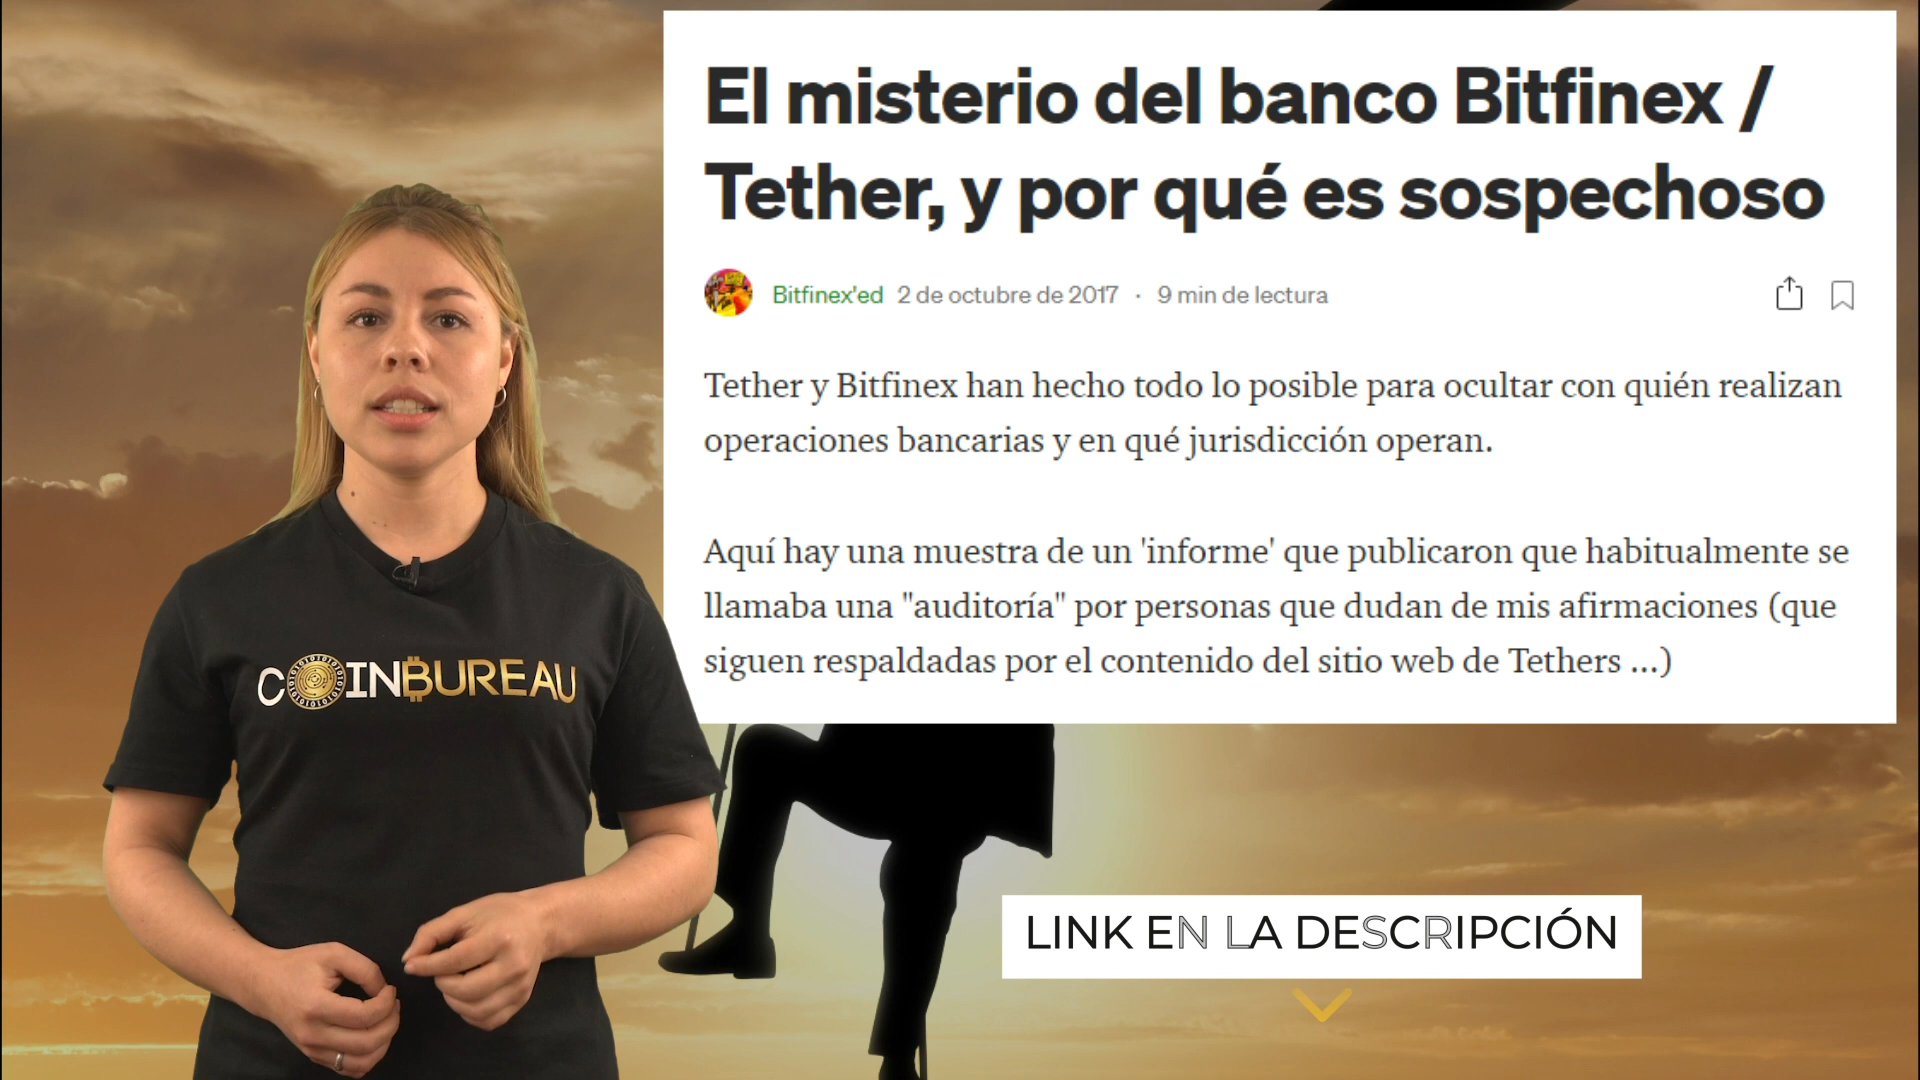 El misterio del banco Bitfinex /
Tether, y por qué es sospechoso
Bitfinex'ed 2 de octubre de 2017 · 9 min de lectura
Tether y Bitfinex han hecho todo lo posible para ocultar con quién realizan
operaciones bancarias y en qué jurisdicción operan.
Aquí hay una muestra de un 'informe' que publicaron que habitualmente se
llamaba una "auditoría" por personas que dudan de mis afirmaciones (que
siguen respaldadas por el contenido del sitio web de Tethers ...)
COINBUREAU
LINK EN LA DESCRIPCIÓN